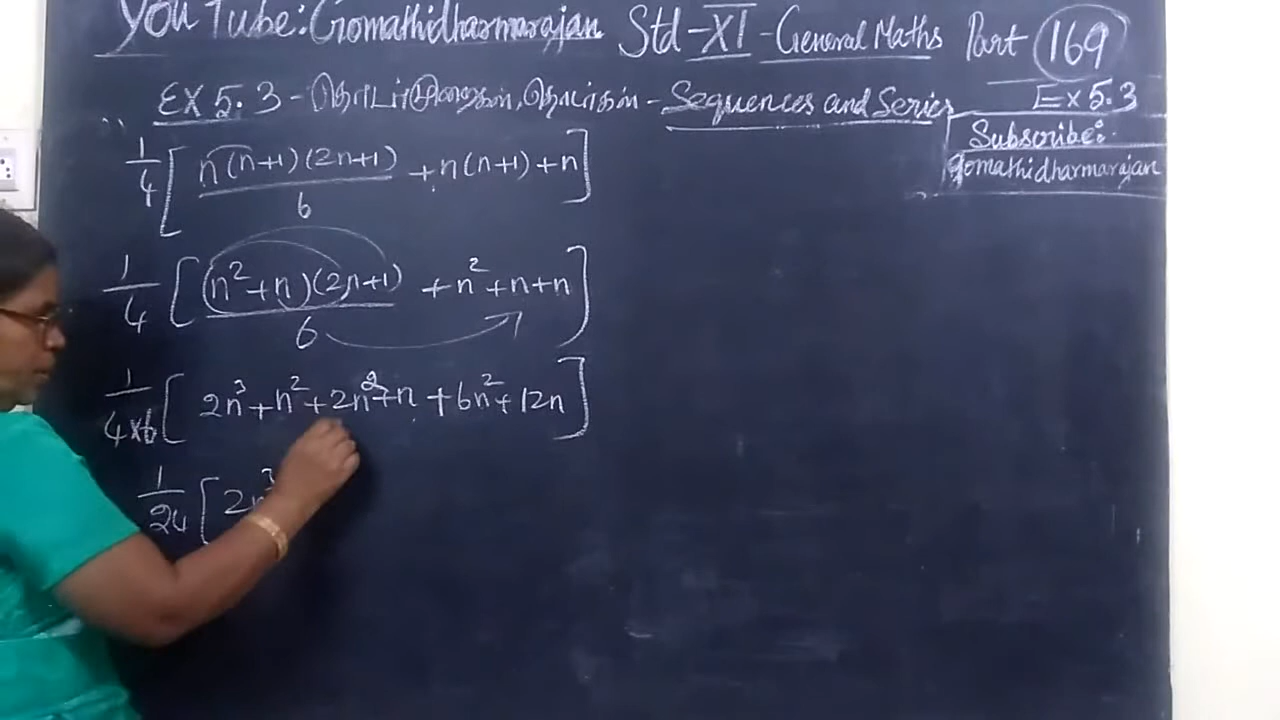 You Tube:Gomathidharmarajan Std-XI-General Maths Part 169
Ex 5.3 - Sequences and Series Ex 5.3
Subscribe:
Gomathidharmarajan
1/4 [ n(n+1)(2n+1)/6 + n(n+1) + n ]
1/4 [ (n²+n)(2n+1)/6 + n² + n + n ]
1/4×6 [ 2n³ + n² + 2n² + n + 6n² + 12n ]
1/24 [ 2n³